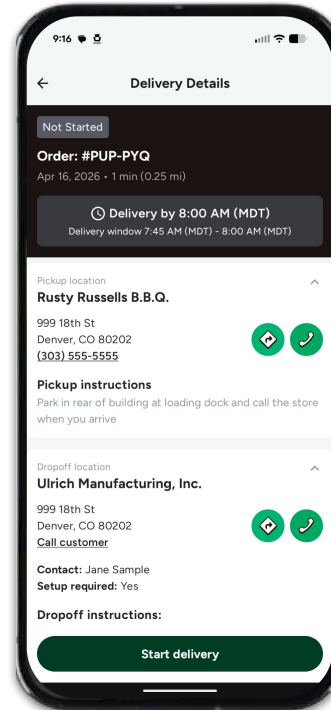 9:16
Delivery Details
Not Started
Order: #PUP-PYQ
Apr 16, 2026 • 1 min (0.25 mi)
Delivery by 8:00 AM (MDT)
Delivery window 7:45 AM (MDT) - 8:00 AM (MDT)
Pickup location
Rusty Russells B.B.Q.
999 18th St
Denver, CO 80202
(303) 555-5555
Pickup instructions
Park in rear of building at loading dock and call the store
when you arrive
Dropoff location
Ulrich Manufacturing, Inc.
999 18th St
Denver, CO 80202
Call customer
Contact: Jane Sample
Setup required: Yes
Dropoff instructions:
Start delivery